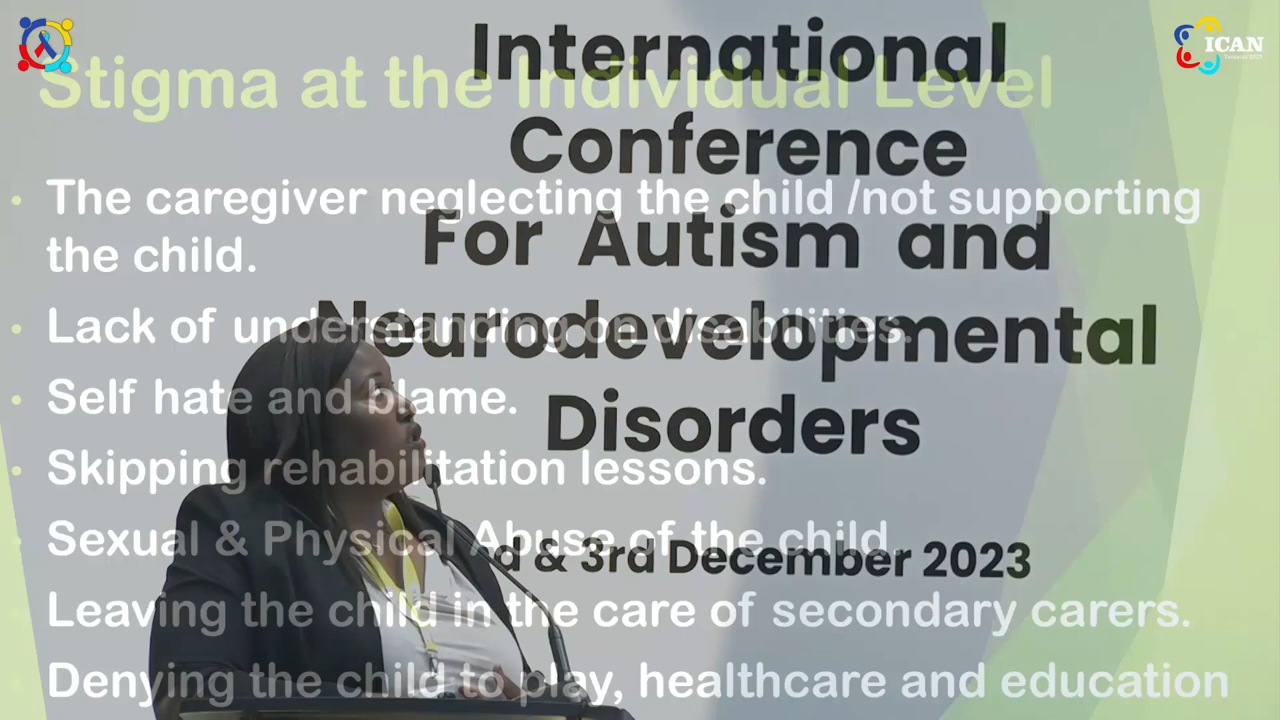 Stigma at the Individual Level
• The caregiver neglecting the child /not supporting
the child.
• Lack of understanding on disabilities.
• Self hate and blame.
• Skipping rehabilitation lessons.
Sexual & Physical Abuse of the child
Leaving the child in the care of secondary carers.
Denying the child to play, healthcare and education
International
Conference
For Autism and
Neurodevelopmental
Disorders
& 3rd December 2023
ICAN